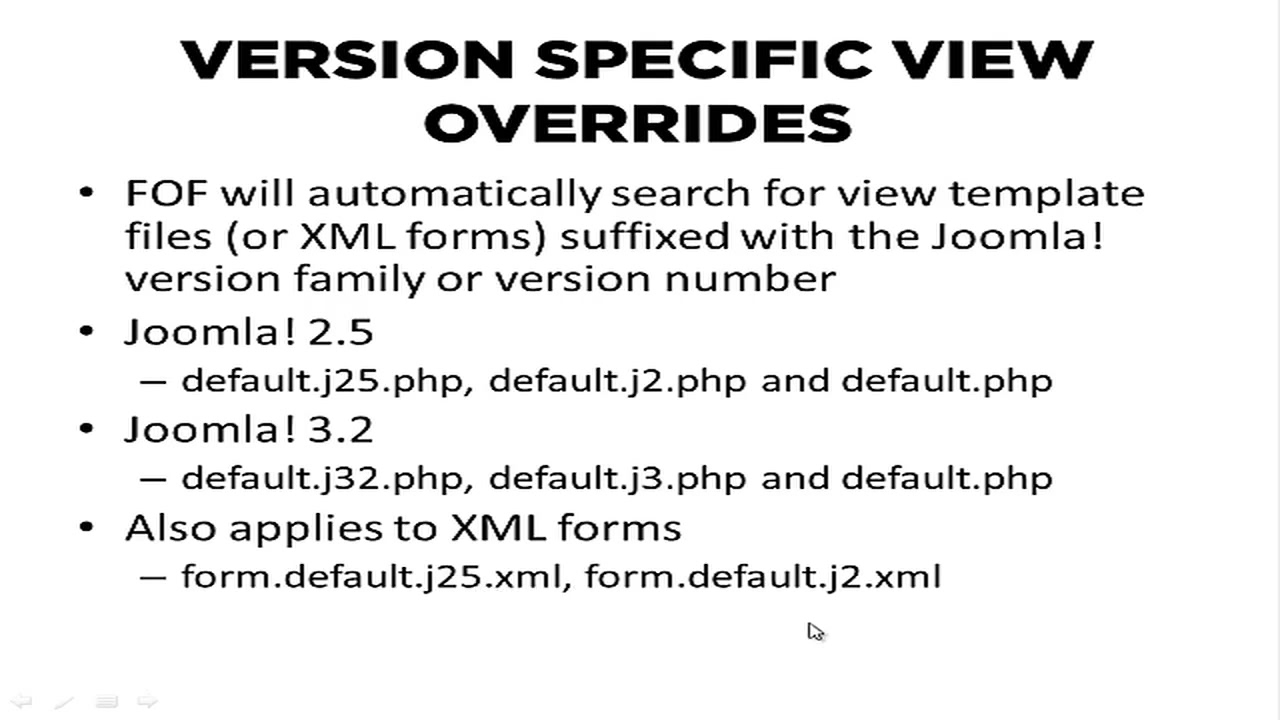 VERSION SPECIFIC VIEW
OVERRIDES
• FOF will automatically search for view template
files (or XML forms) suffixed with the Joomla!
version family or version number
• Joomla! 2.5
– default.j25.php, default.j2.php and default.php
• Joomla! 3.2
– default.j32.php, default.j3.php and default.php
• Also applies to XML forms
– form.default.j25.xml, form.default.j2.xml